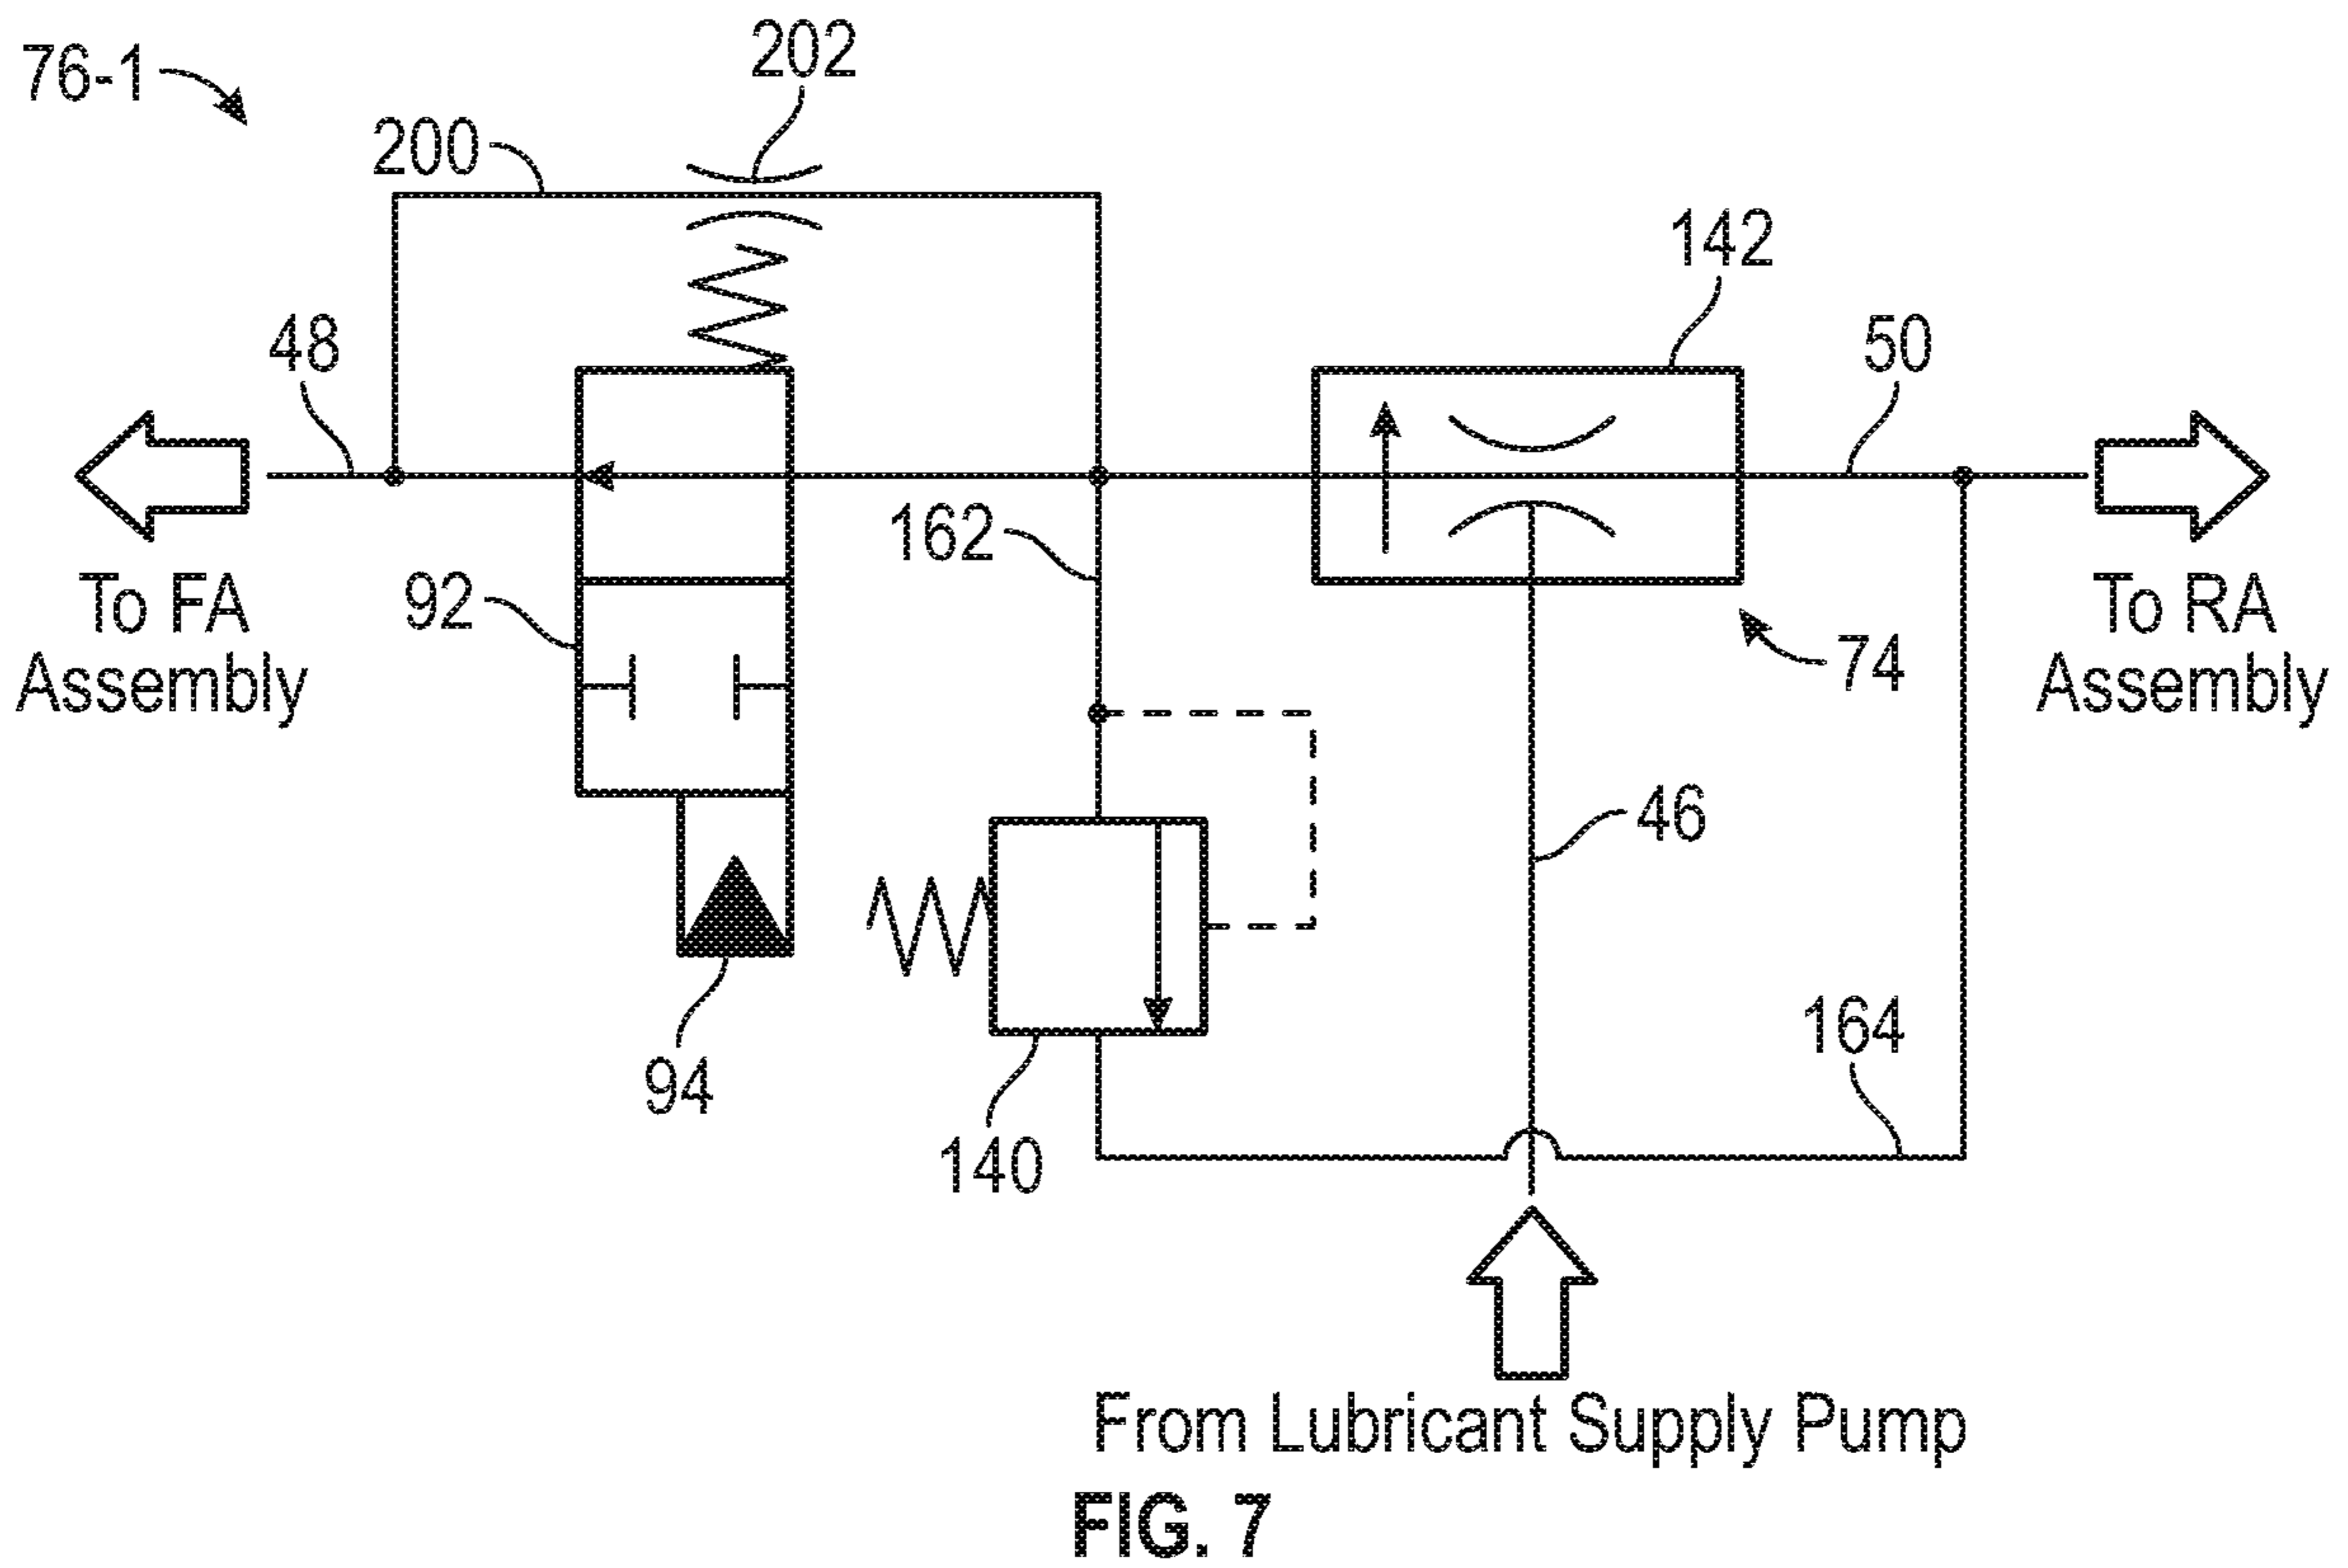 76-1
202
200
142
48
50
162
To FA
Assembly
92
To RA
Assembly
74
46
164
94
140
From Lubricant Supply Pump
FIG. 7